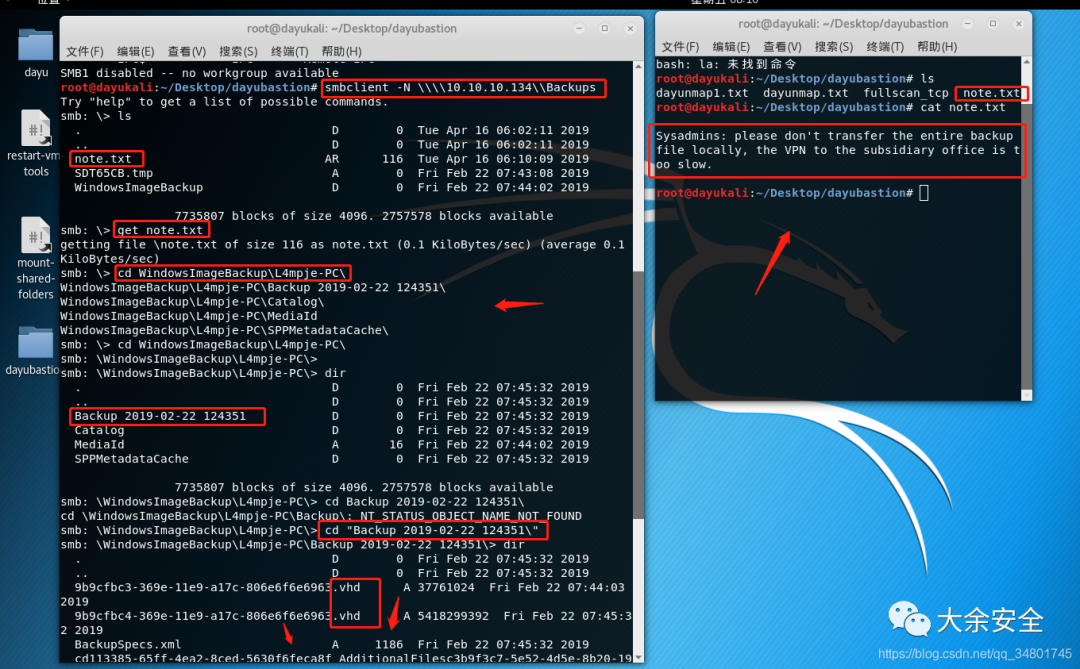 位置
星期五 08:10
dayu
restart-vm-
tools
mount-
shared-
folders
dayubastio
root@dayukali: ~/Desktop/dayubastion
文件(F) 编辑(E) 查看(V) 搜索(S) 终端(T) 帮助(H)
SMB1 disabled -- no workgroup available
root@dayukali:~/Desktop/dayubastion# smbclient -N \\\\10.10.10.134\\Backups
Try "help" to get a list of possible commands.
smb: \> ls
. D 0 Tue Apr 16 06:02:11 2019
.. D 0 Tue Apr 16 06:02:11 2019
note.txt AR 116 Tue Apr 16 06:10:09 2019
SDT65CB.tmp A 0 Fri Feb 22 07:43:08 2019
WindowsImageBackup D 0 Fri Feb 22 07:44:02 2019
7735807 blocks of size 4096. 2757578 blocks available
smb: \> get note.txt
getting file \note.txt of size 116 as note.txt (0.1 KiloBytes/sec) (average 0.1
KiloBytes/sec)
smb: \> cd WindowsImageBackup\L4mpje-PC\
WindowsImageBackup\L4mpje-PC\Backup 2019-02-22 124351\
WindowsImageBackup\L4mpje-PC\Catalog\
WindowsImageBackup\L4mpje-PC\MediaId
WindowsImageBackup\L4mpje-PC\SPPMetadataCache\
smb: \> cd WindowsImageBackup\L4mpje-PC\
smb: \WindowsImageBackup\L4mpje-PC\>
smb: \WindowsImageBackup\L4mpje-PC\> dir
. D 0 Fri Feb 22 07:45:32 2019
.. D 0 Fri Feb 22 07:45:32 2019
Backup 2019-02-22 124351 D 0 Fri Feb 22 07:45:32 2019
Catalog D 0 Fri Feb 22 07:45:32 2019
MediaId A 16 Fri Feb 22 07:44:02 2019
SPPMetadataCache D 0 Fri Feb 22 07:45:32 2019
7735807 blocks of size 4096. 2757578 blocks available
smb: \WindowsImageBackup\L4mpje-PC\> cd Backup 2019-02-22 124351\
cd \WindowsImageBackup\L4mpje-PC\Backup\: NT_STATUS_OBJECT_NAME_NOT_FOUND
smb: \WindowsImageBackup\L4mpje-PC\> cd "Backup 2019-02-22 124351\"
smb: \WindowsImageBackup\L4mpje-PC\Backup 2019-02-22 124351\> dir
. D 0 Fri Feb 22 07:45:32 2019
.. D 0 Fri Feb 22 07:45:32 2019
9b9cfbc3-369e-11e9-a17c-806e6f6e6963.vhd A 37761024 Fri Feb 22 07:44:03
2019
9b9cfbc4-369e-11e9-a17c-806e6f6e6963.vhd A 5418299392 Fri Feb 22 07:45:3
2 2019
BackupSpecs.xml A 1186 Fri Feb 22 07:45:32 2019
cd113385-65ff-4ea2-8ced-5630f6feca8f_AdditionalFilesc3b9f3c7-5e52-4d5e-8b20-19
root@dayukali: ~/Desktop/dayubastion
文件(F) 编辑(E) 查看(V) 搜索(S) 终端(T) 帮助(H)
bash: la: 未找到命令
root@dayukali:~/Desktop/dayubastion# ls
dayunmap1.txt dayunmap.txt fullscan_tcp note.txt
root@dayukali:~/Desktop/dayubastion# cat note.txt
Sysadmins: please don't transfer the entire backup
file locally, the VPN to the subsidiary office is t
oo slow.
root@dayukali:~/Desktop/dayubastion#
大余安全
https://blog.csdn.net/qq_34801745